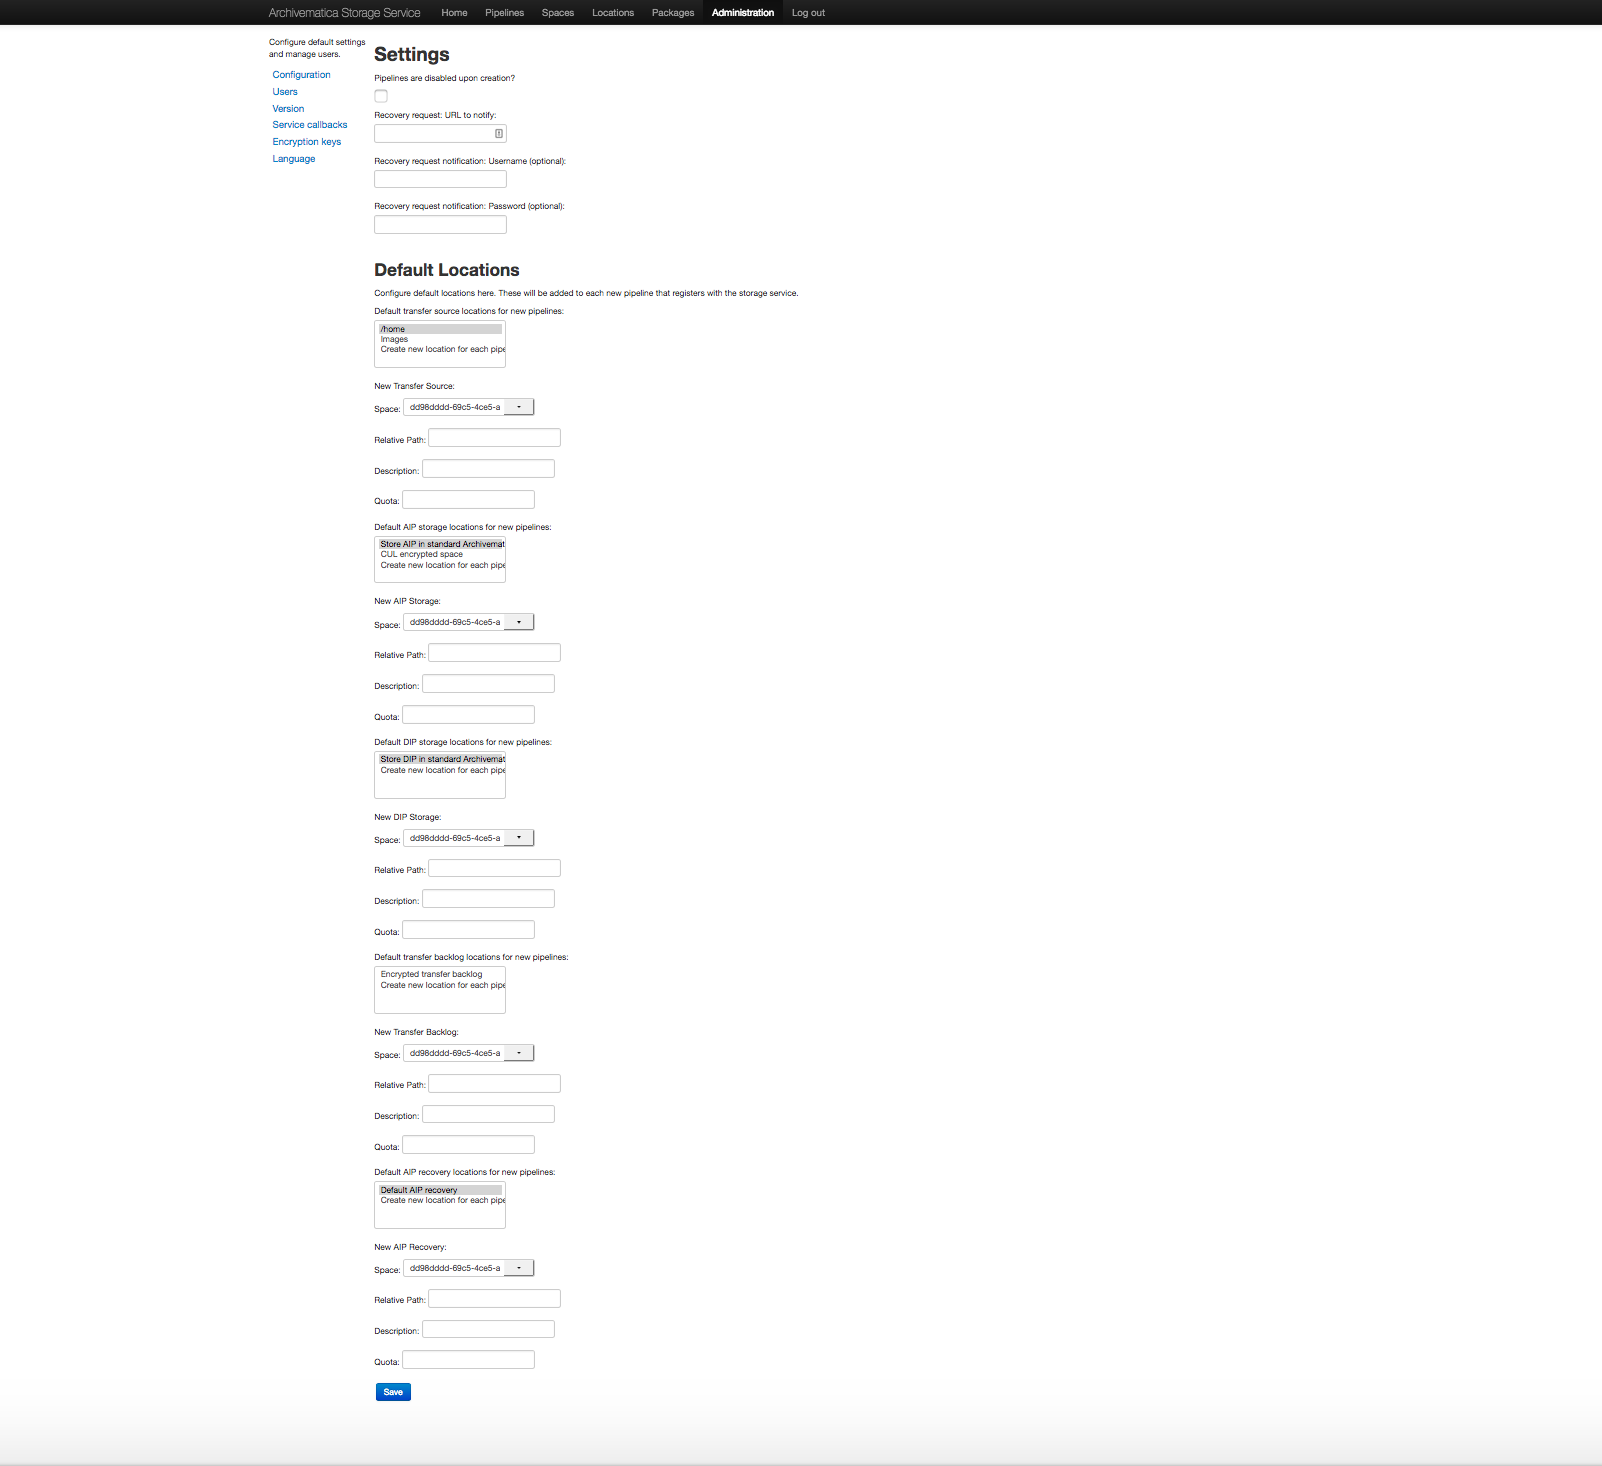 Archivematica Storage Service Home Pipelines Spaces Locations Packages Administration Log out
Configure default settings
and manage users.
Configuration
Users
Version
Service callbacks
Encryption keys
Language
Settings
Pipelines are disabled upon creation?
Recovery request: URL to notify:
Recovery request notification: Username (optional):
Recovery request notification: Password (optional):
Default Locations
Configure default locations here. These will be added to each new pipeline that registers with the storage service.
Default transfer source locations for new pipelines:
/home
Images
Create new location for each pipe
New Transfer Source:
Space: dd98dddd-69c5-4ce5-a
Relative Path:
Description:
Quota:
Default AIP storage locations for new pipelines:
Store AIP in standard Archivemat
CUL encrypted space
Create new location for each pipe
New AIP Storage:
Space: dd98dddd-69c5-4ce5-a
Relative Path:
Description:
Quota:
Default DIP storage locations for new pipelines:
Store DIP in standard Archivemat
Create new location for each pipe
New DIP Storage:
Space: dd98dddd-69c5-4ce5-a
Relative Path:
Description:
Quota:
Default transfer backlog locations for new pipelines:
Encrypted transfer backlog
Create new location for each pipe
New Transfer Backlog:
Space: dd98dddd-69c5-4ce5-a
Relative Path:
Description:
Quota:
Default AIP recovery locations for new pipelines:
Default AIP recovery
Create new location for each pipe
New AIP Recovery:
Space: dd98dddd-69c5-4ce5-a
Relative Path:
Description:
Quota:
Save